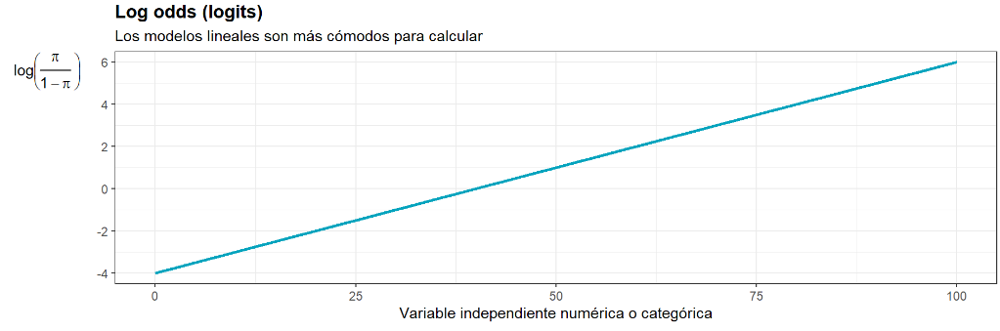 Log odds (logits)
Los modelos lineales son más cómodos para calcular
log(π / 1 − π)
6
4
2
0
-2
-4
0 25 50 75 100
Variable independiente numérica o categórica